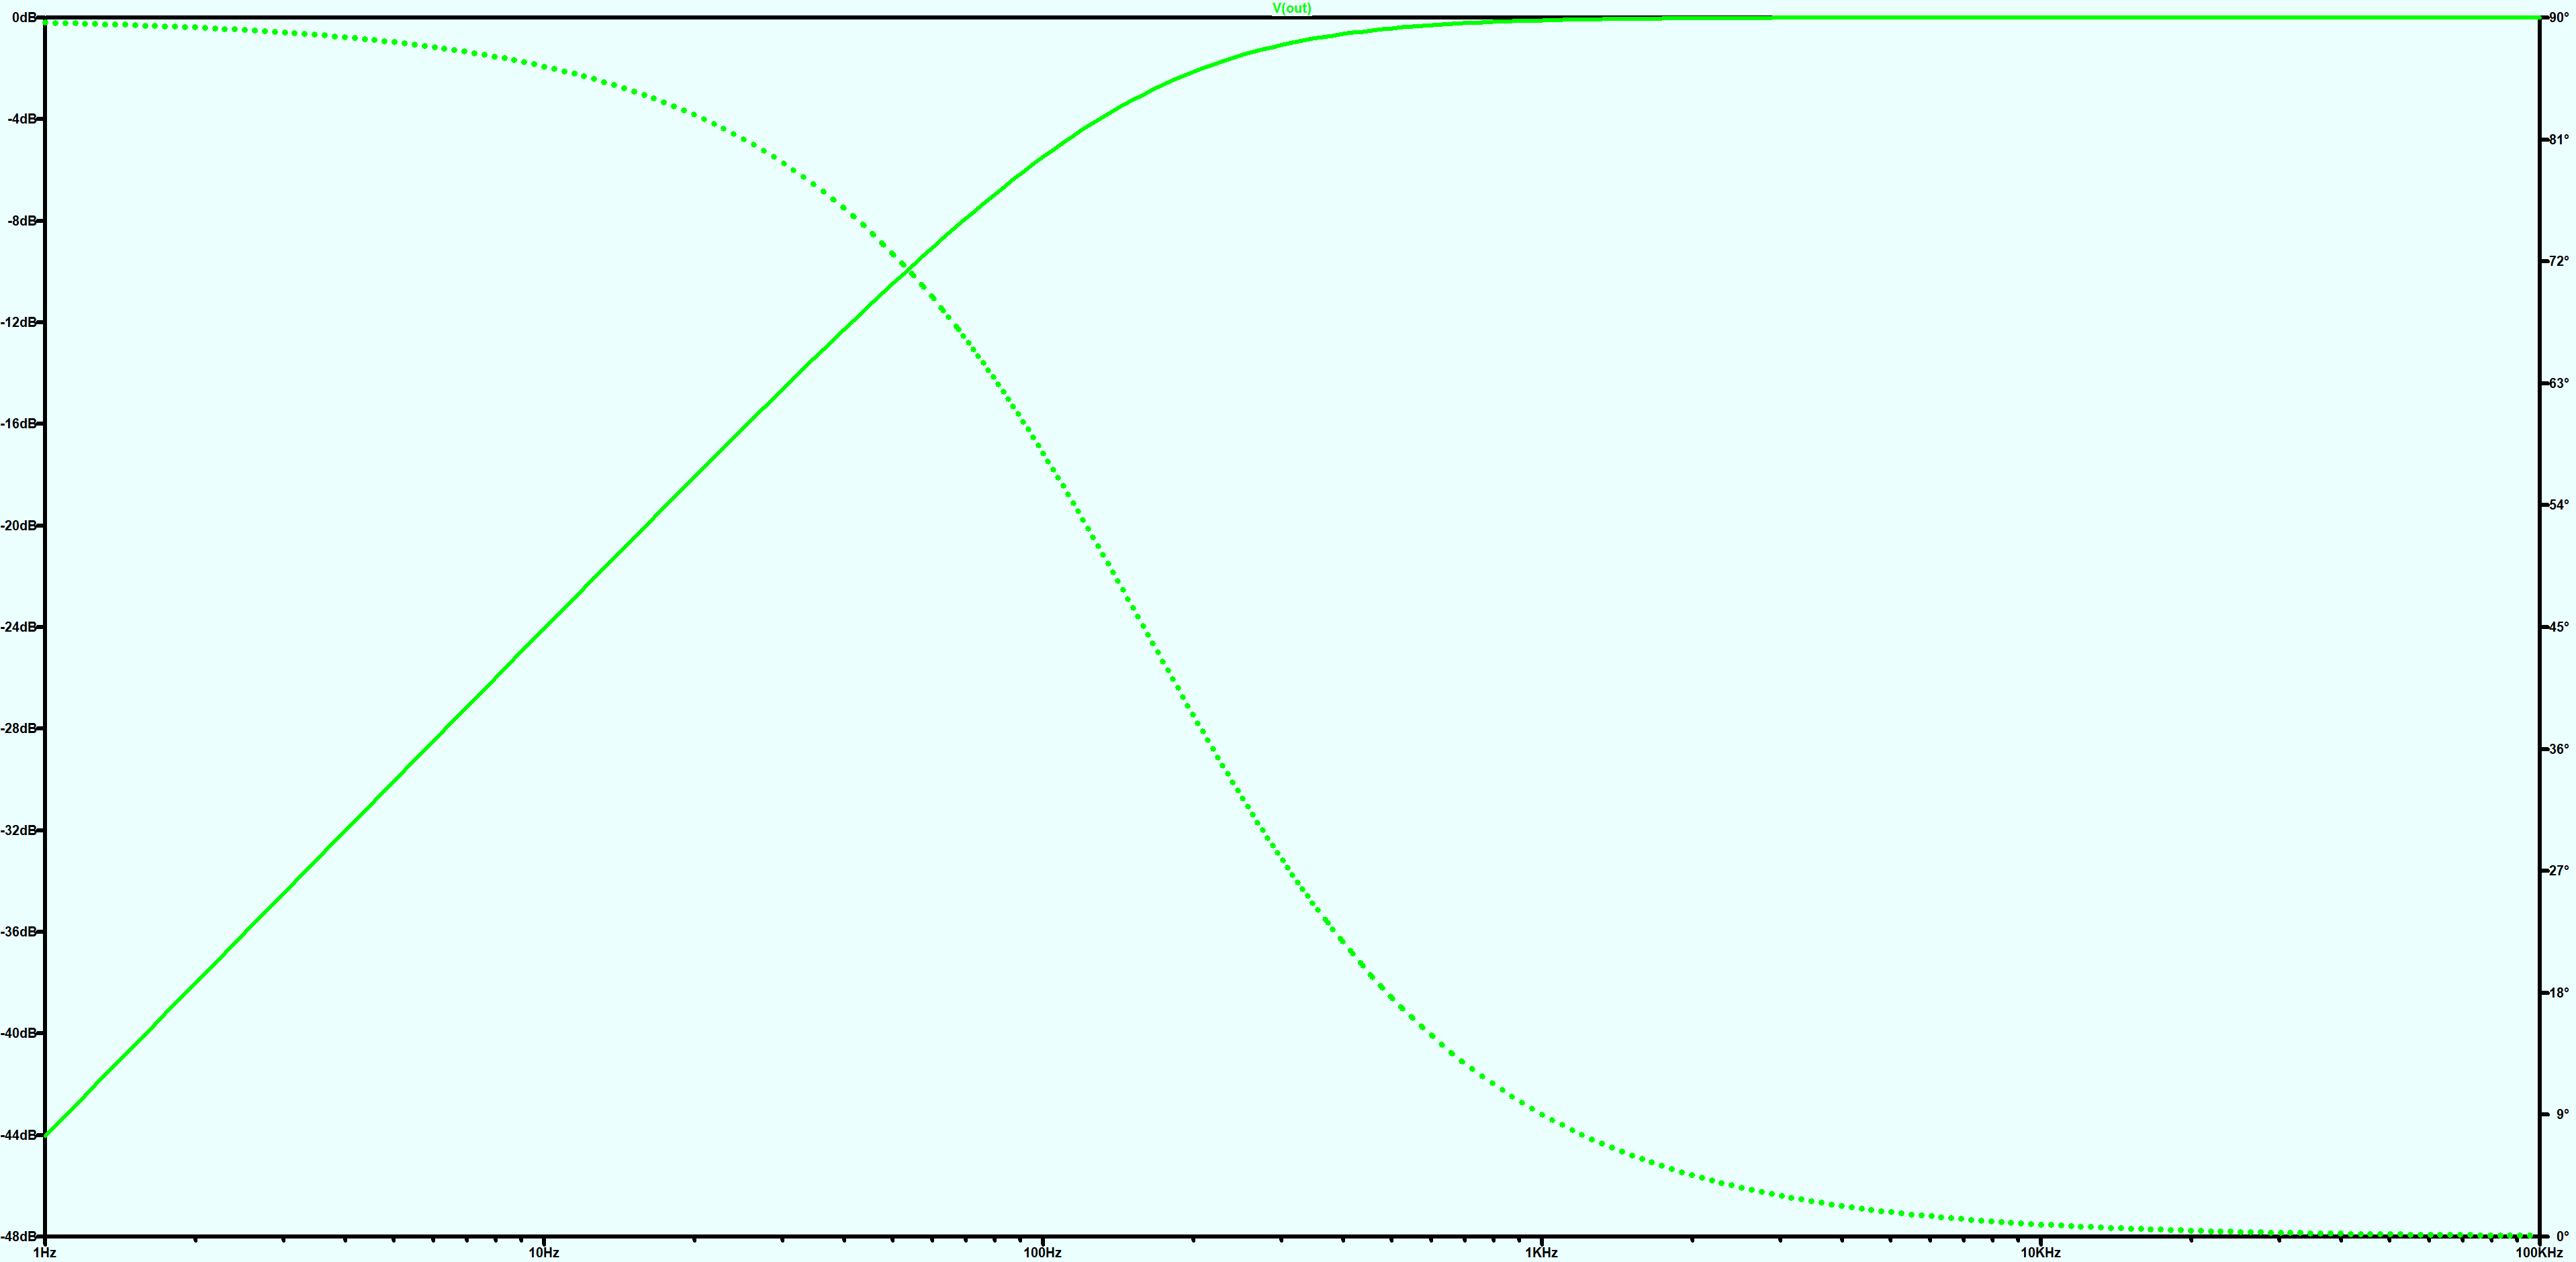 V(out)
0dB
-4dB
-8dB
-12dB
-16dB
-20dB
-24dB
-28dB
-32dB
-36dB
-40dB
-44dB
-48dB
90°
81°
72°
63°
54°
45°
36°
27°
18°
9°
0°
1Hz 10Hz 100Hz 1KHz 10KHz 100KHz